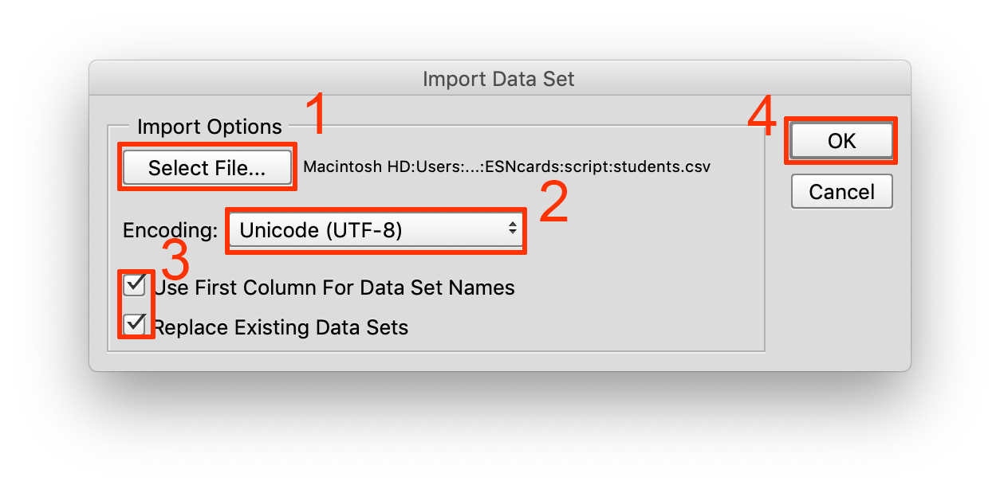 Import Data Set
1
4
Import Options
OK
Select File...
Macintosh HD:Users:...:ESNcards:script:students.csv
2
Cancel
Encoding:
Unicode (UTF-8)
3
Use First Column For Data Set Names
Replace Existing Data Sets